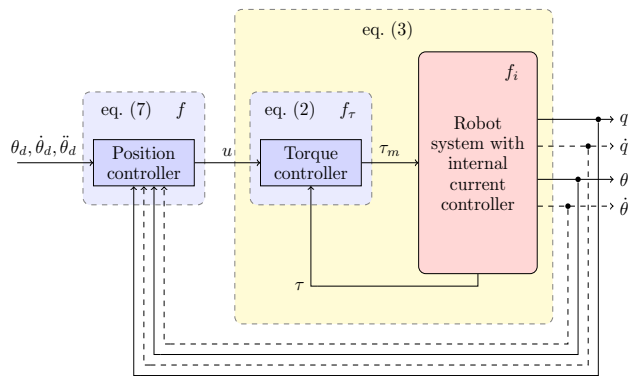 eq. (3)
eq. (7) f
eq. (2) f_τ
f_i
θ_d, θ̇_d, θ̈_d
Position
controller
u
Torque
controller
τ_m
Robot
system with
internal
current
controller
q
q̇
θ
θ̇
τ